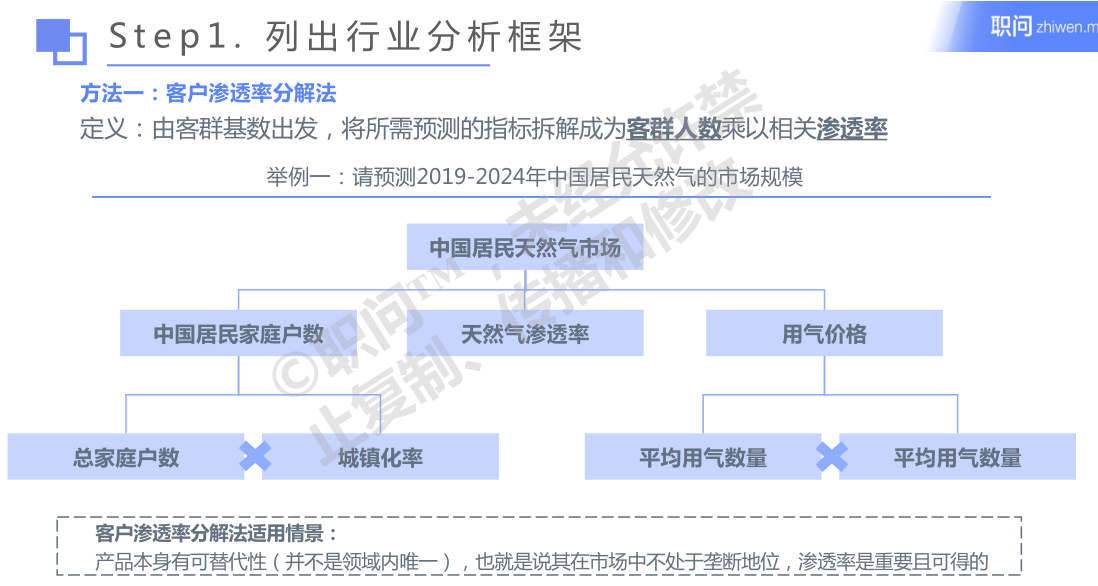 Step1. 列出行业分析框架
职问 zhiwen.m
方法一：客户渗透率分解法
定义：由客群基数出发，将所需预测的指标拆解成为客群人数乘以相关渗透率
举例一：请预测2019-2024年中国居民天然气的市场规模
中国居民天然气市场
中国居民家庭户数 天然气渗透率 用气价格
总家庭户数 城镇化率 平均用气数量 平均用气数量
客户渗透率分解法适用情景：
产品本身有可替代性（并不是领域内唯一），也就是说其在市场中不处于垄断地位，渗透率是重要且可得的
©职问™，未经允许禁
止复制、传播和修改